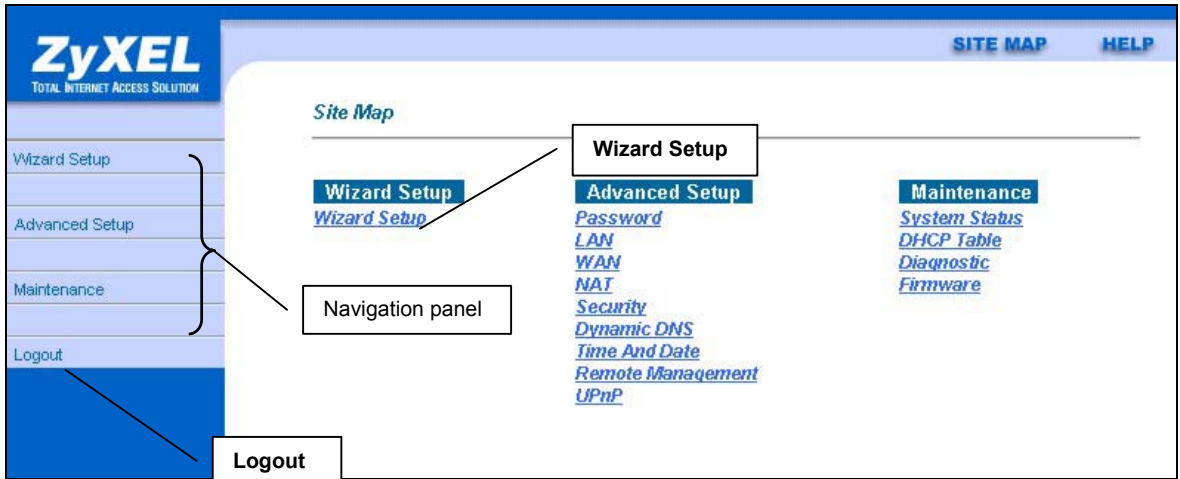 ZyXEL
TOTAL INTERNET ACCESS SOLUTION
SITE MAP HELP
Site Map
Wizard Setup
Advanced Setup
Maintenance
Logout
Navigation panel
Logout
Wizard Setup
Wizard Setup
Wizard Setup
Advanced Setup
Password
LAN
WAN
NAT
Security
Dynamic DNS
Time And Date
Remote Management
UPnP
Maintenance
System Status
DHCP Table
Diagnostic
Firmware